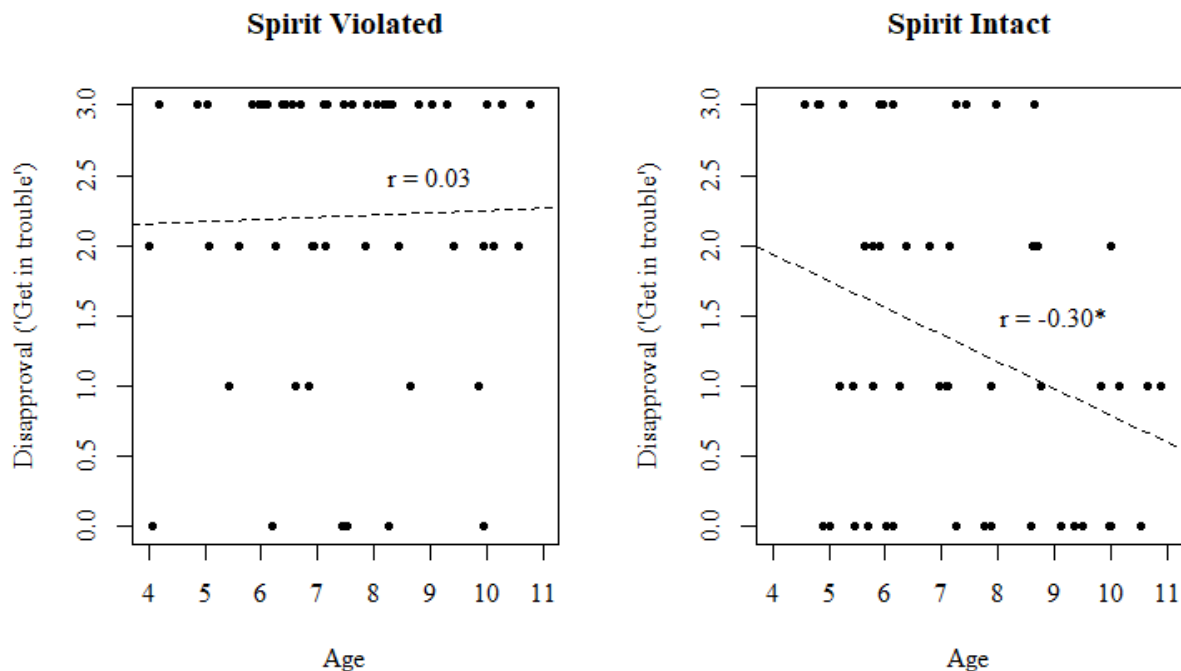 Spirit Violated
Disapproval ('Get in trouble')
3.0
2.5
2.0
1.5
1.0
0.5
0.0
r = 0.03
4 5 6 7 8 9 10 11
Age
Spirit Intact
Disapproval ('Get in trouble')
3.0
2.5
2.0
1.5
1.0
0.5
0.0
r = -0.30*
4 5 6 7 8 9 10 11
Age